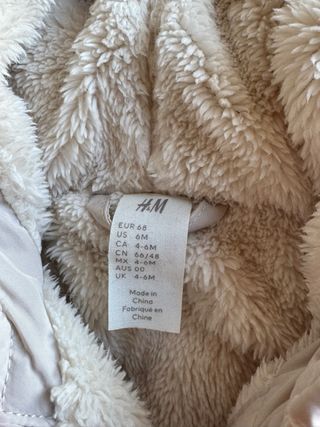 H&M
EUR 68
US 6M
CA 4-6M
CN 66/48
MX 4-6M
AUS 00
UK 4-6M
Made in
China
Fabriqué en
Chine